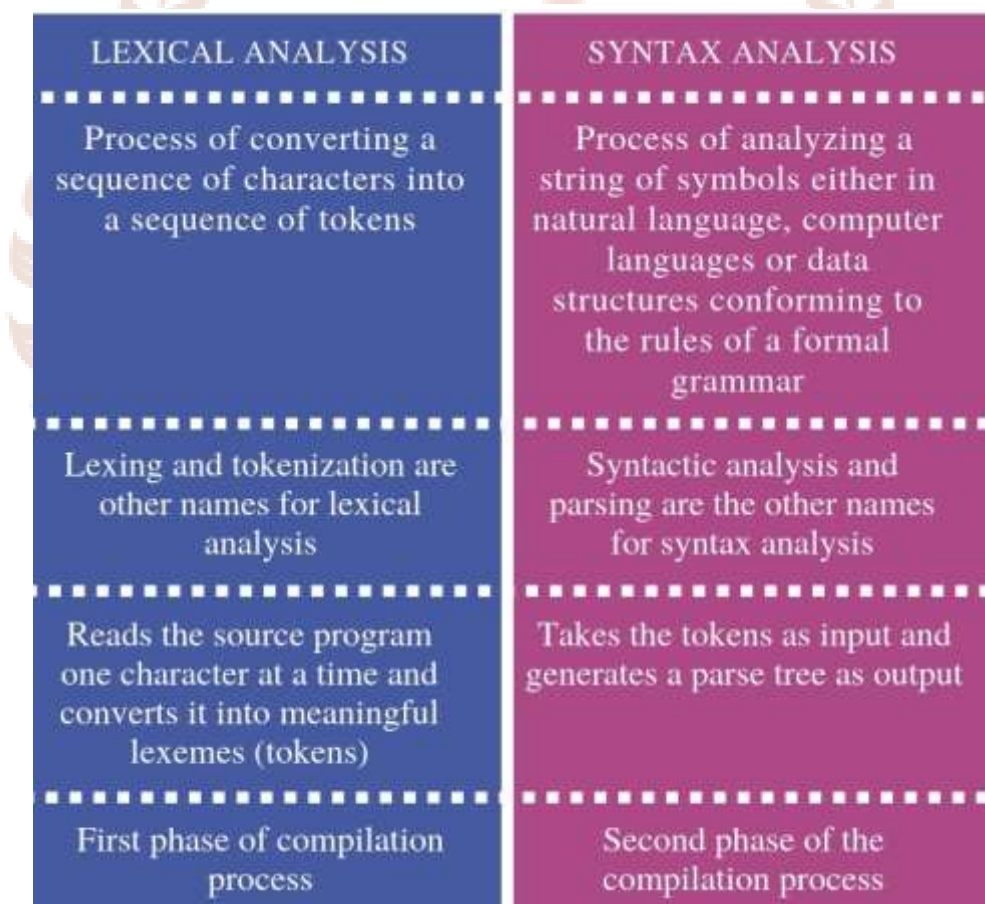 LEXICAL ANALYSIS
Process of converting a
sequence of characters into
a sequence of tokens
Lexing and tokenization are
other names for lexical
analysis
Reads the source program
one character at a time and
converts it into meaningful
lexemes (tokens)
First phase of compilation
process
SYNTAX ANALYSIS
Process of analyzing a
string of symbols either in
natural language, computer
languages or data
structures conforming to
the rules of a formal
grammar
Syntactic analysis and
parsing are the other names
for syntax analysis
Takes the tokens as input and
generates a parse tree as output
Second phase of the
compilation process